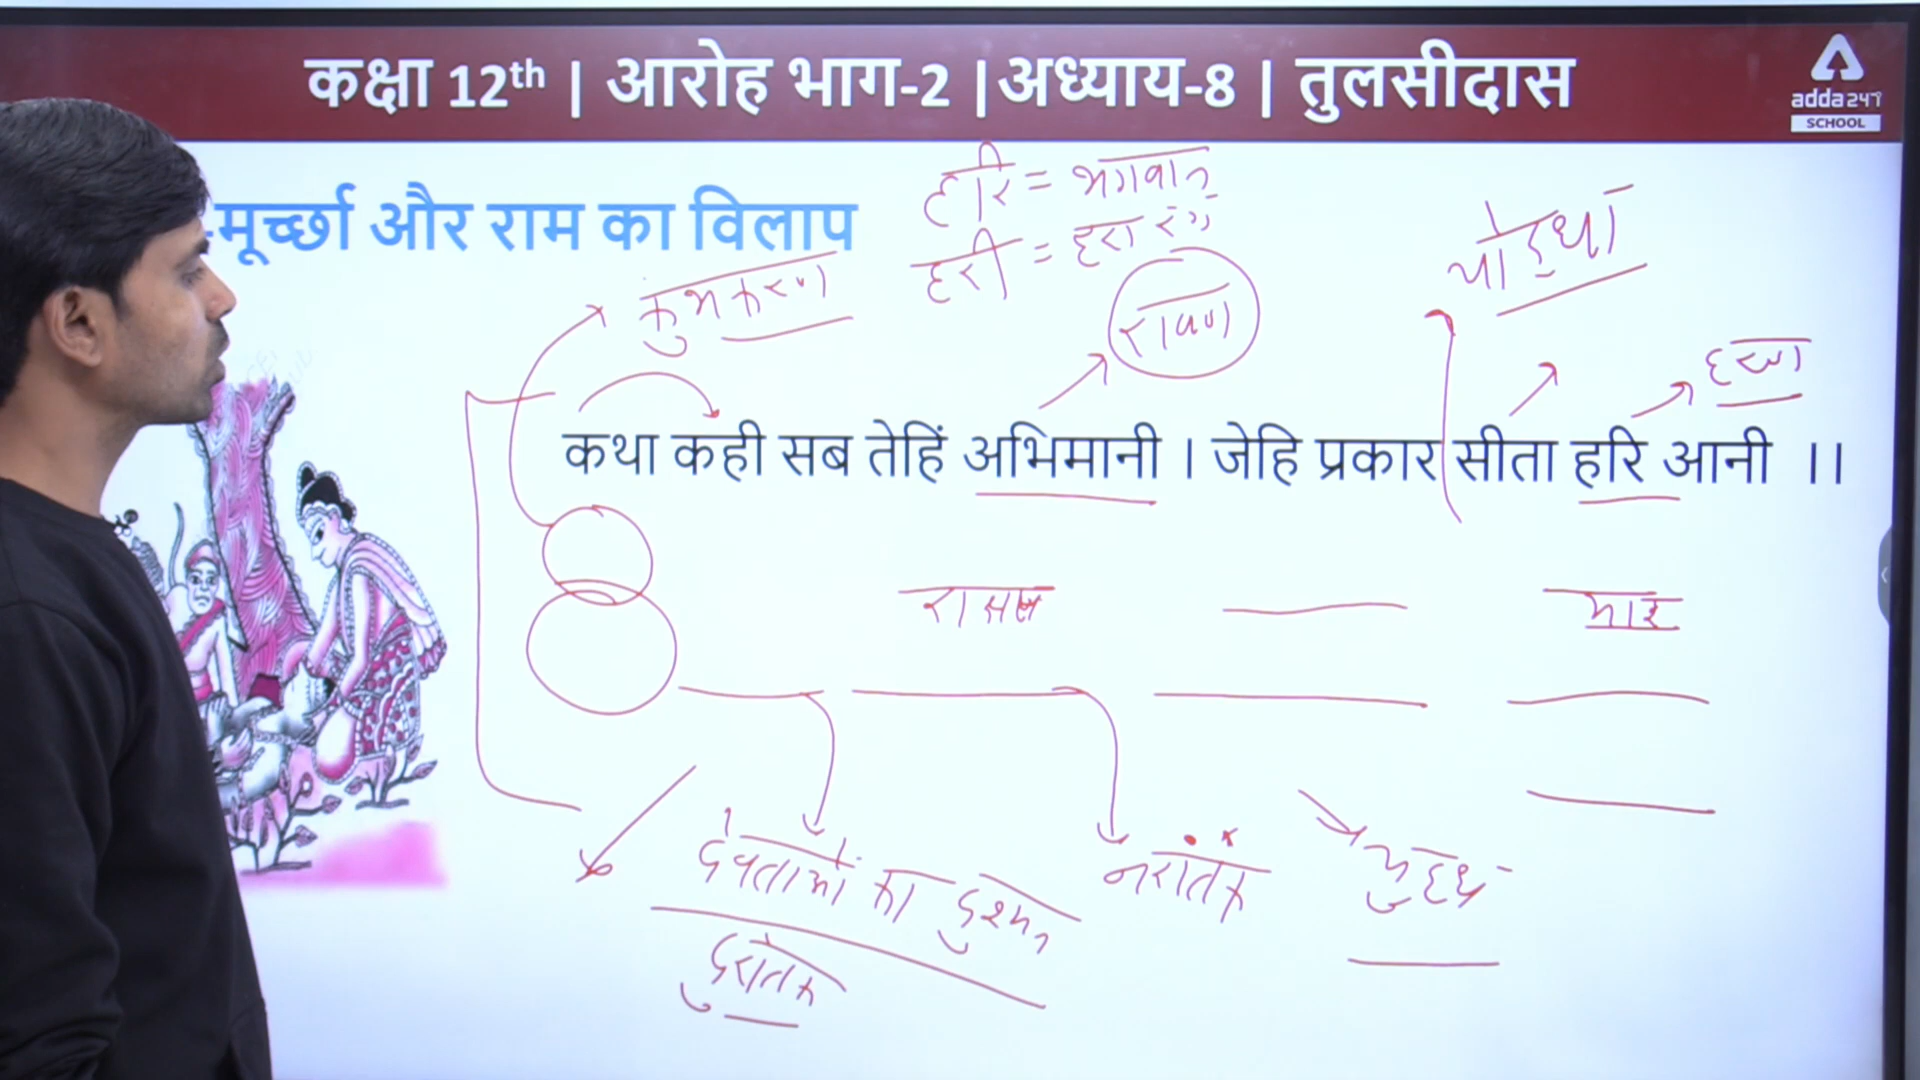 कक्षा 12th | आरोह भाग-2 |अध्याय-8 | तुलसीदास
adda247
SCHOOL
-मूर्च्छा और राम का विलाप
हरि = भगवान
हरी = हरा रंग
कुंभकरण
रावण
योद्धा
हरण
कथा कही सब तेहिं अभिमानी । जेहि प्रकार सीता हरि आनी ।।
मार
देवताओं का दुश्मन
नरांतक
युद्ध